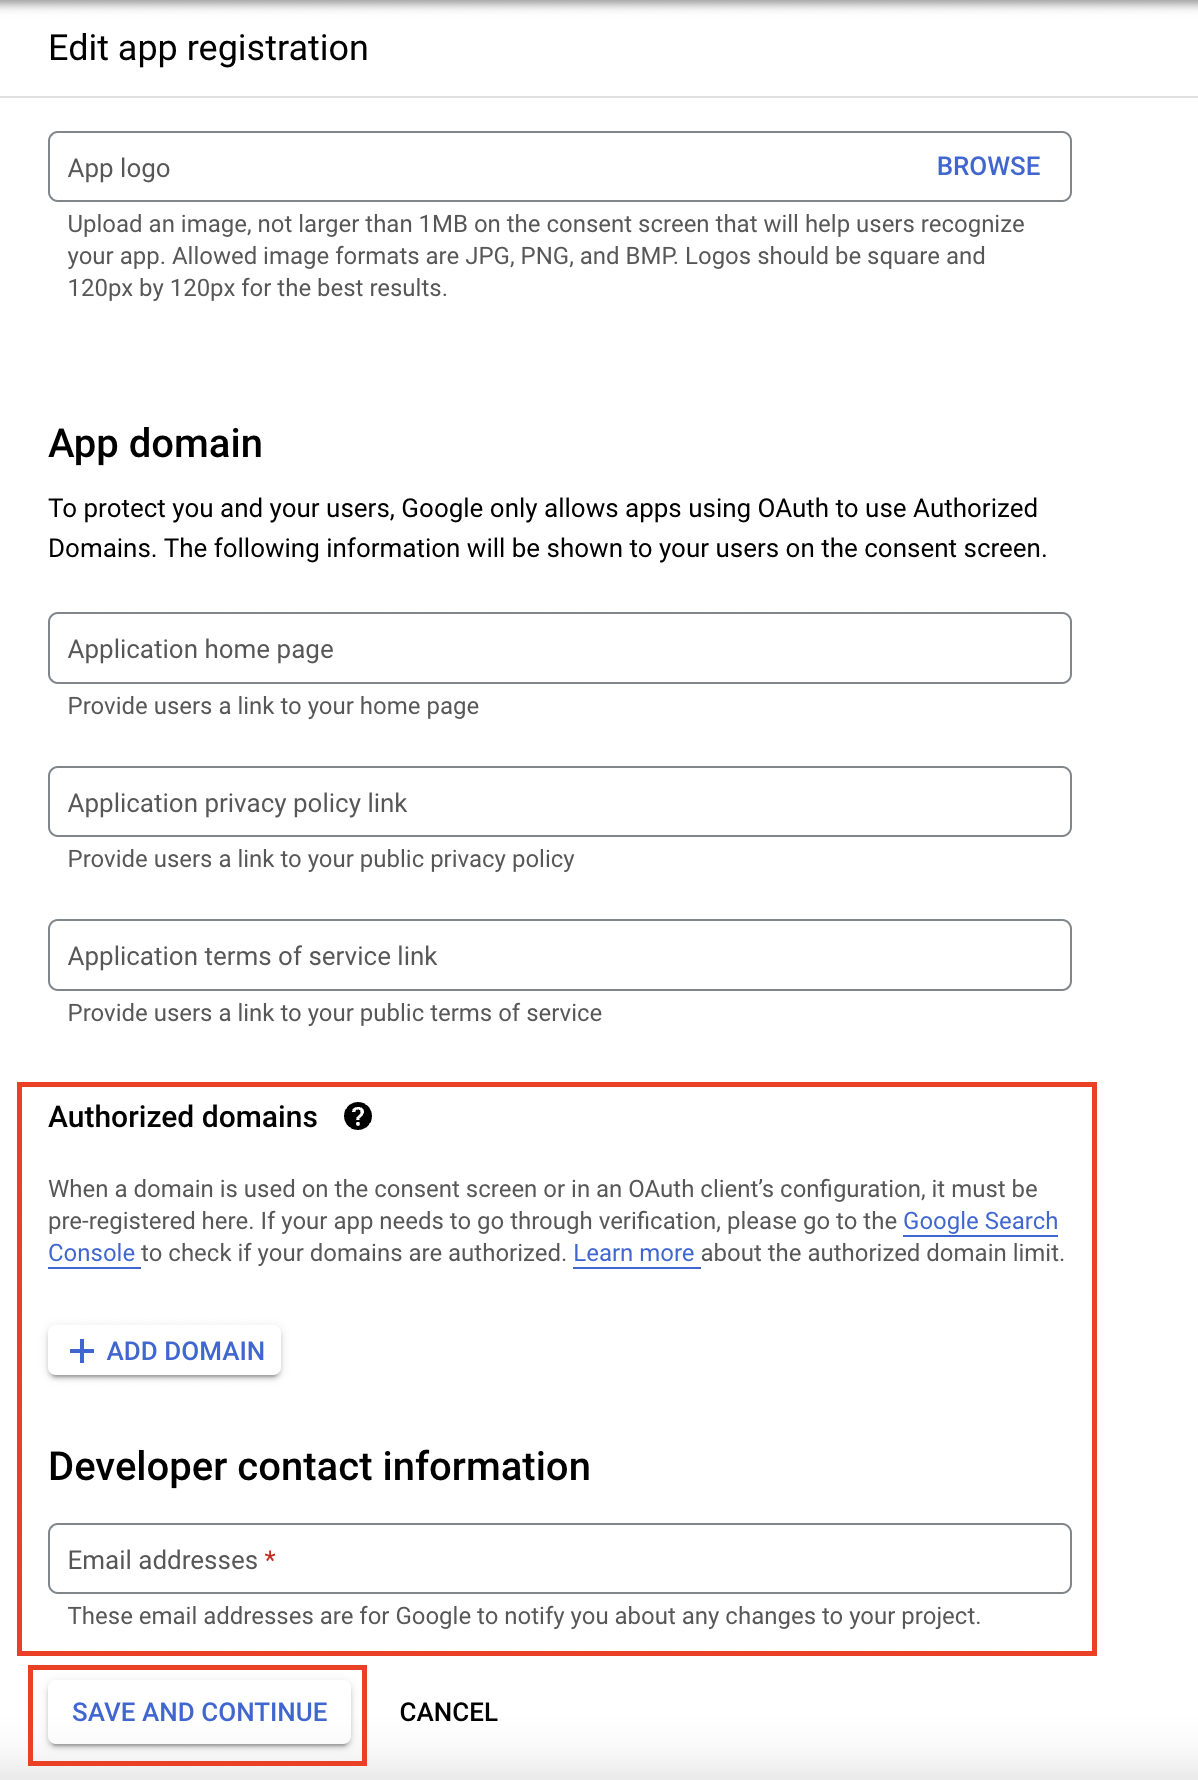 Edit app registration
App logo
BROWSE
Upload an image, not larger than 1MB on the consent screen that will help users recognize
your app. Allowed image formats are JPG, PNG, and BMP. Logos should be square and
120px by 120px for the best results.
App domain
To protect you and your users, Google only allows apps using OAuth to use Authorized
Domains. The following information will be shown to your users on the consent screen.
Application home page
Provide users a link to your home page
Application privacy policy link
Provide users a link to your public privacy policy
Application terms of service link
Provide users a link to your public terms of service
Authorized domains ?
When a domain is used on the consent screen or in an OAuth client’s configuration, it must be
pre-registered here. If your app needs to go through verification, please go to the Google Search
Console to check if your domains are authorized. Learn more about the authorized domain limit.
+ ADD DOMAIN
Developer contact information
Email addresses *
These email addresses are for Google to notify you about any changes to your project.
SAVE AND CONTINUE
CANCEL